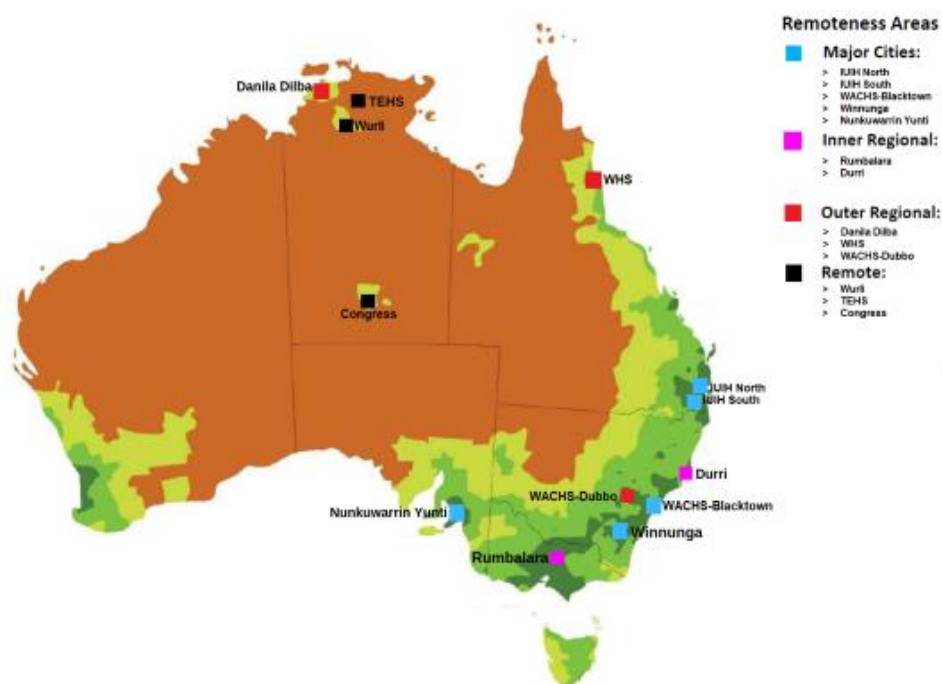 Remoteness Areas
Major Cities:
> IUIH North
> IUIH South
> WACHS-Blacktown
> Winnunga
> Nunkuwarrin Yunti
Inner Regional:
> Rumbalara
> Durri
Outer Regional:
> Danila Dilba
> WHS
> WACHS-Dubbo
Remote:
> Wurli
> TEHS
> Congress
Danila Dilba
TEHS
Wurli
WHS
Congress
IUIH North
IUIH South
Durri
WACHS-Dubbo
WACHS-Blacktown
Nunkuwarrin Yunti
Winnunga
Rumbalara